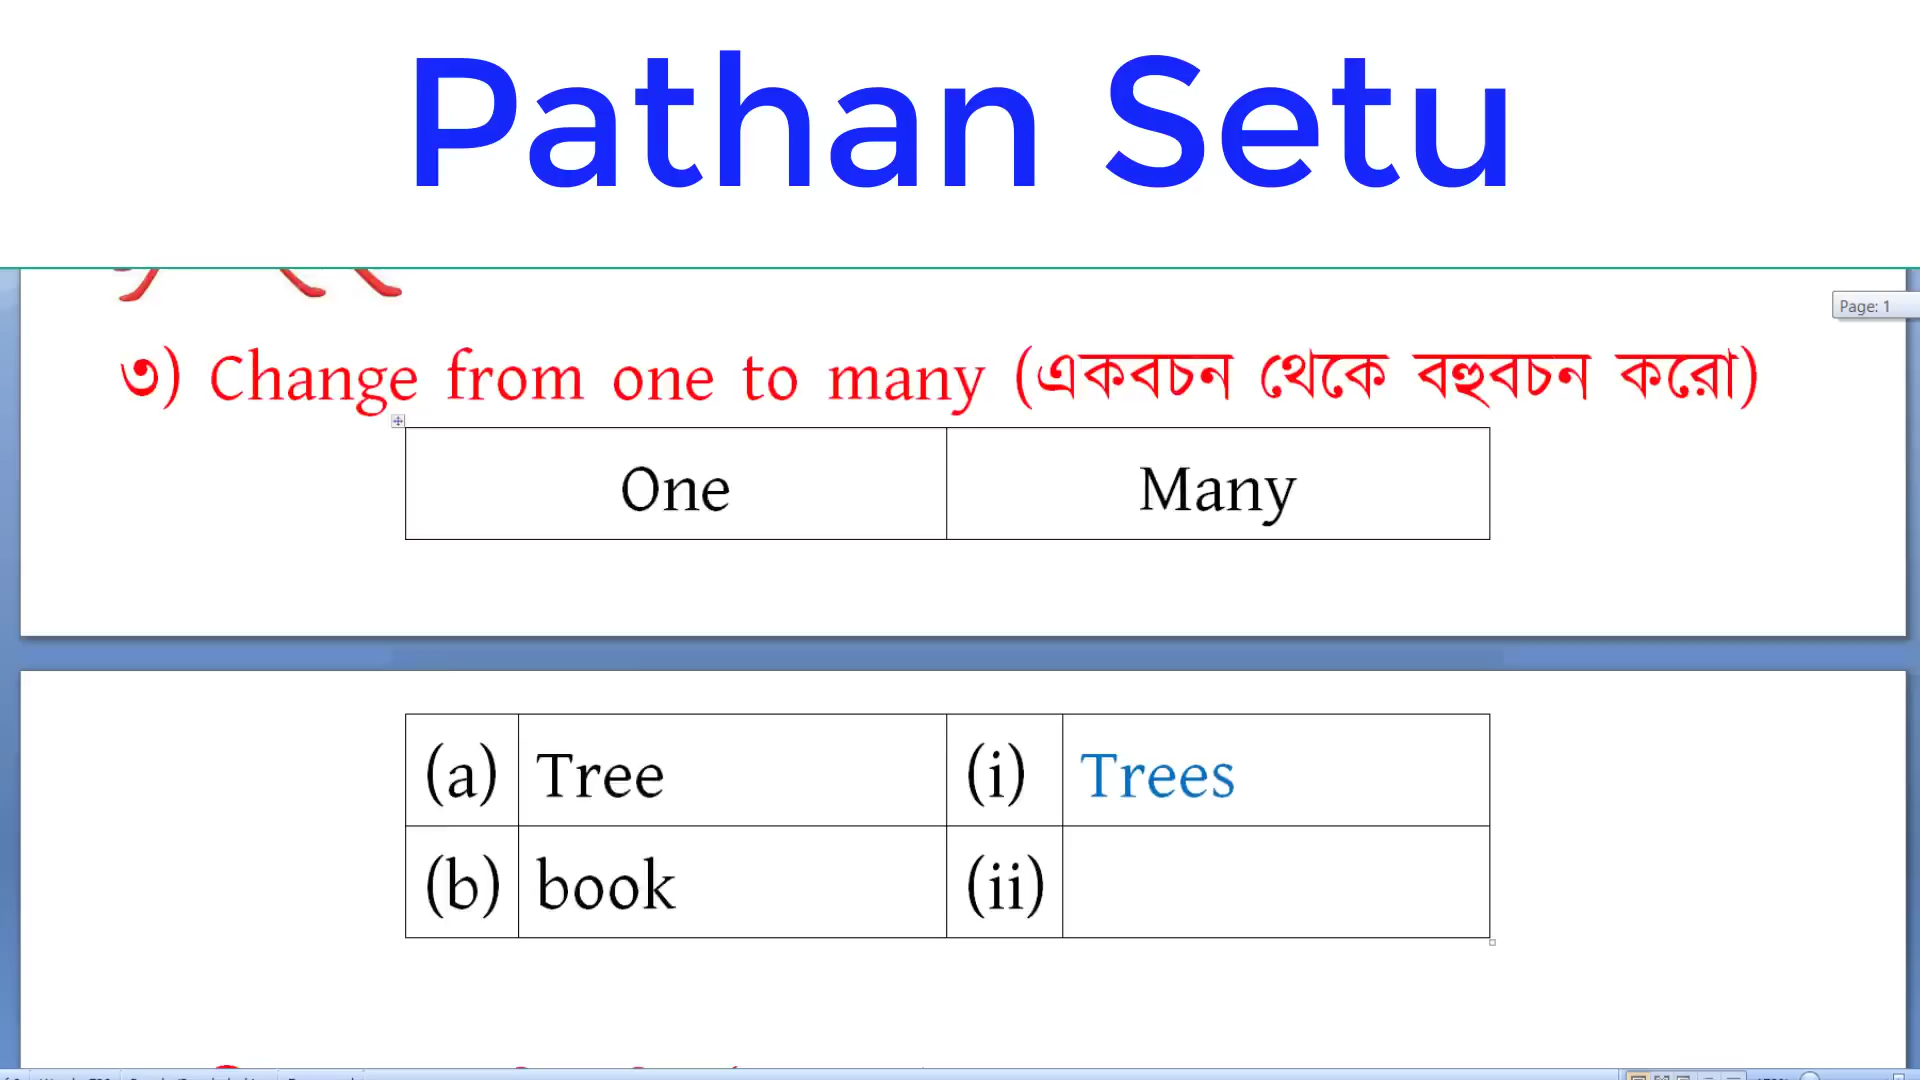 Pathan Setu
Page: 1
৩) Change from one to many (একবচন থেকে বহুবচন করো)
One Many
(a) Tree (i) Trees
(b) book (ii)